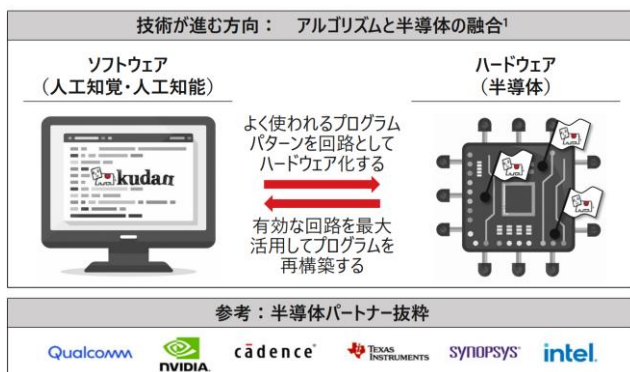 技術が進む方向： アルゴリズムと半導体の融合¹
ソフトウェア
（人工知覚・人工知能）
ハードウェア
（半導体）
よく使われるプログラム
パターンを回路として
ハードウェア化する
kudan
有効な回路を最大
活用してプログラムを
再構築する
参考：半導体パートナー抜粋
Qualcomm
NVIDIA.
cādence®
TEXAS INSTRUMENTS
SYNOPSYS®
intel.